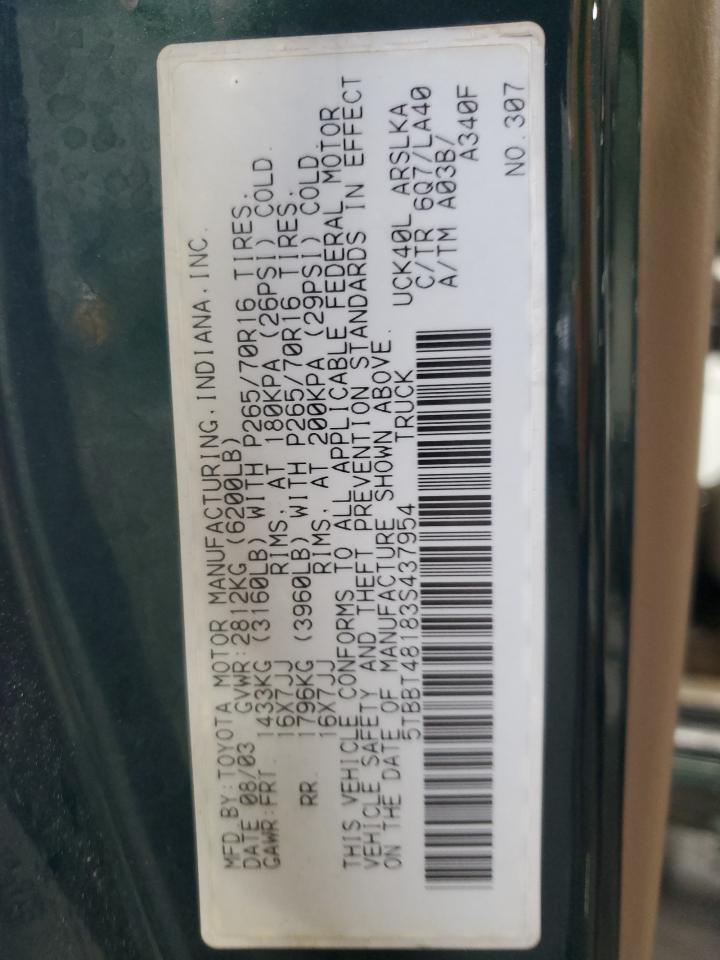 MFD.BY:TOYOTA MOTOR MANUFACTURING.INDIANA.INC.
DATE 08/03 GVWR:2812KG (6200LB)
GAWR:FRT. 1433KG (3160LB) WITH P265/70R16 TIRES.
16X7JJ RIMS, AT 180KPA (26PSI) COLD.
RR. 1796KG (3960LB) WITH P265/70R16 TIRES.
16X7JJ RIMS, AT 200KPA (29PSI) COLD.
THIS VEHICLE CONFORMS TO ALL APPLICABLE FEDERAL MOTOR
VEHICLE SAFETY AND THEFT PREVENTION STANDARDS IN EFFECT
ON THE DATE OF MANUFACTURE SHOWN ABOVE.
5TBBT48183S437954 TRUCK
UCK40L ARSLKA
C/TR 6Q7/LA40
A/TM A03B/
A340F
NO.307